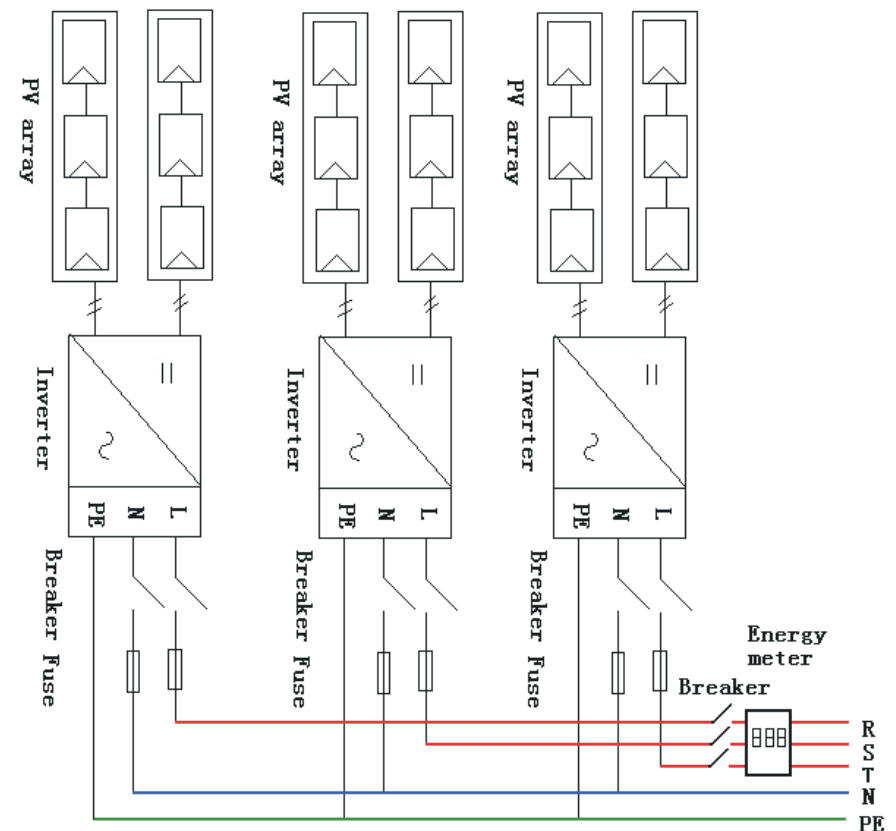 PV array
PV array
PV array
Inverter
Inverter
Inverter
PE N L
PE N L
PE N L
Breaker Fuse
Breaker Fuse
Breaker Fuse
Energy
meter
Breaker
R
S
T
N
PE